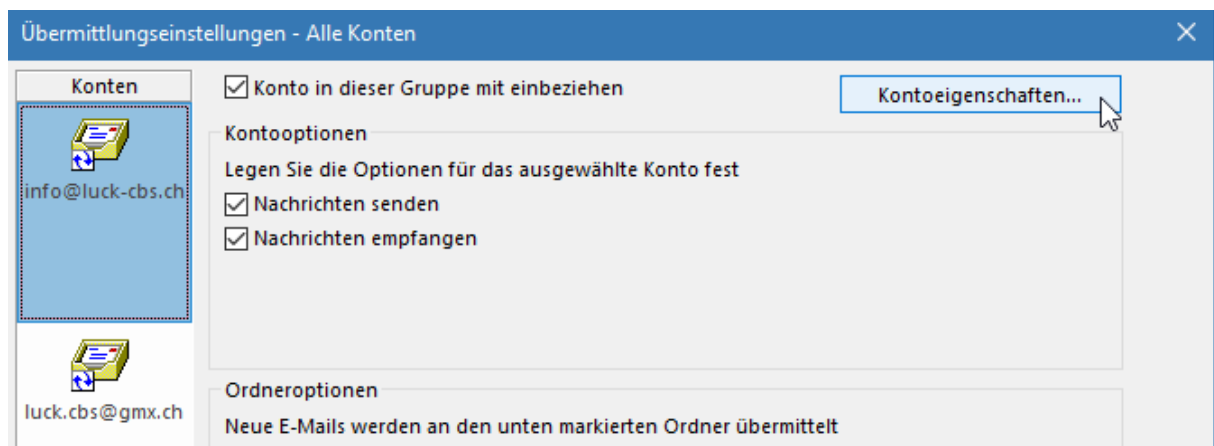 Übermittlungseinstellungen - Alle Konten
Konten
info@luck-cbs.ch
luck.cbs@gmx.ch
Konto in dieser Gruppe mit einbeziehen
Kontoeigenschaften...
Kontooptionen
Legen Sie die Optionen für das ausgewählte Konto fest
Nachrichten senden
Nachrichten empfangen
Ordneroptionen
Neue E-Mails werden an den unten markierten Ordner übermittelt